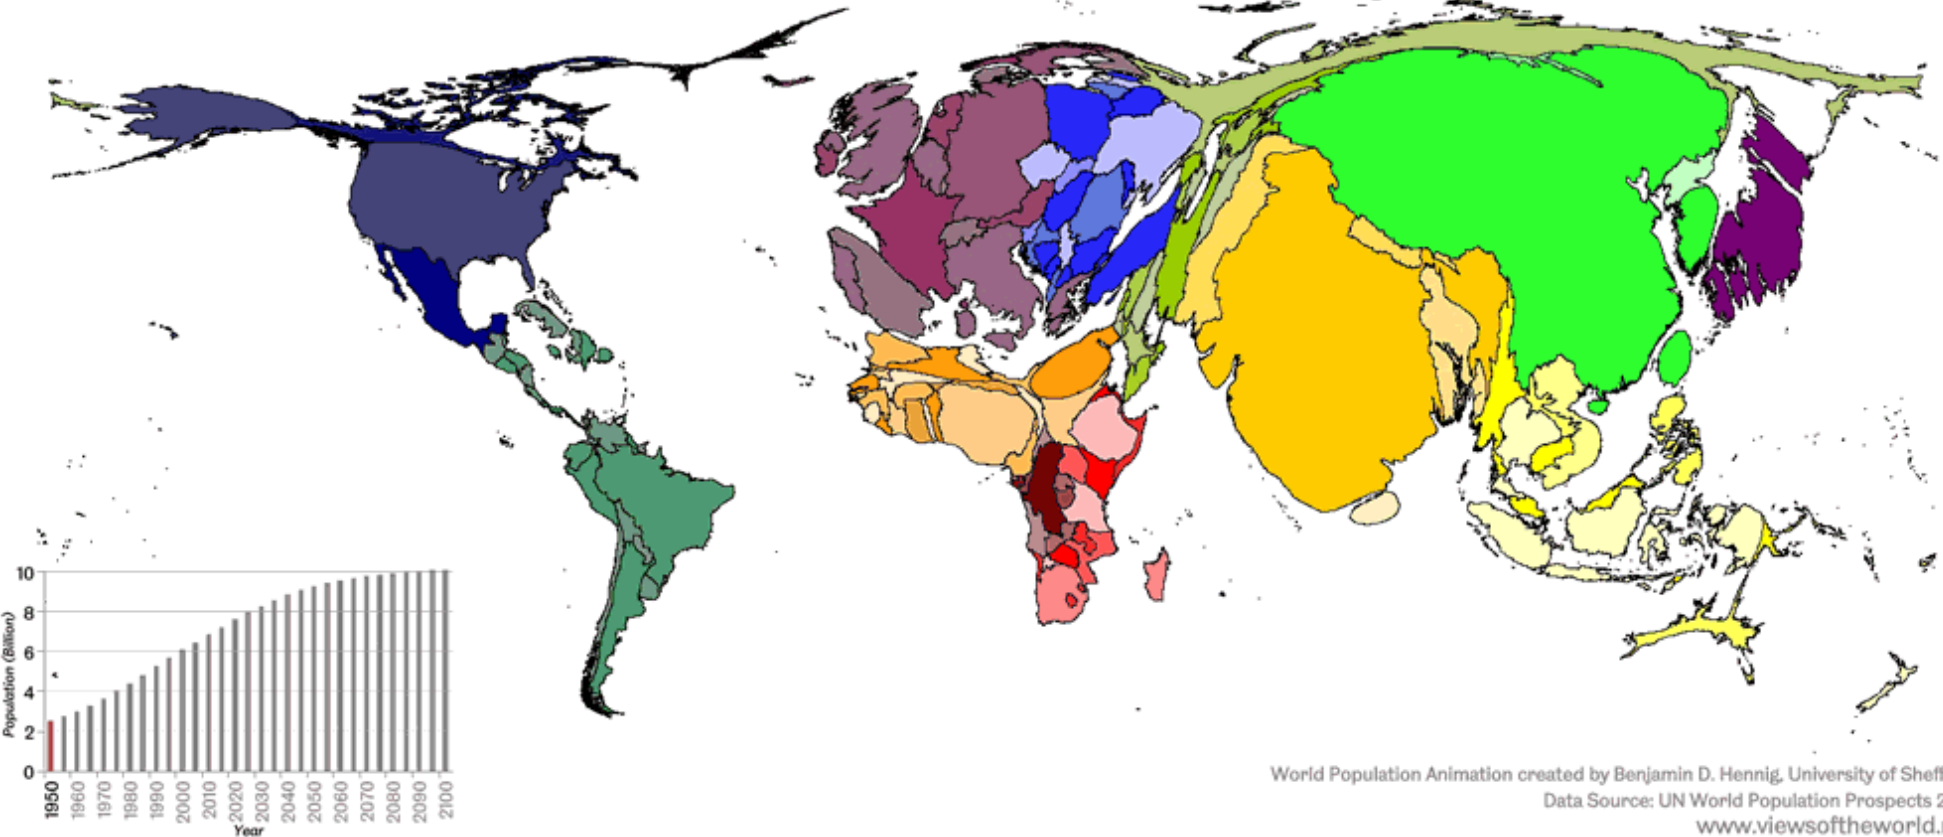 10
8
6
4
2
0
Population (Billion)
1950 1960 1970 1980 1990 2000 2010 2020 2030 2040 2050 2060 2070 2080 2090 2100
Year
World Population Animation created by Benjamin D. Hennig, University of Sheff
Data Source: UN World Population Prospects 2
www.viewsoftheworld.